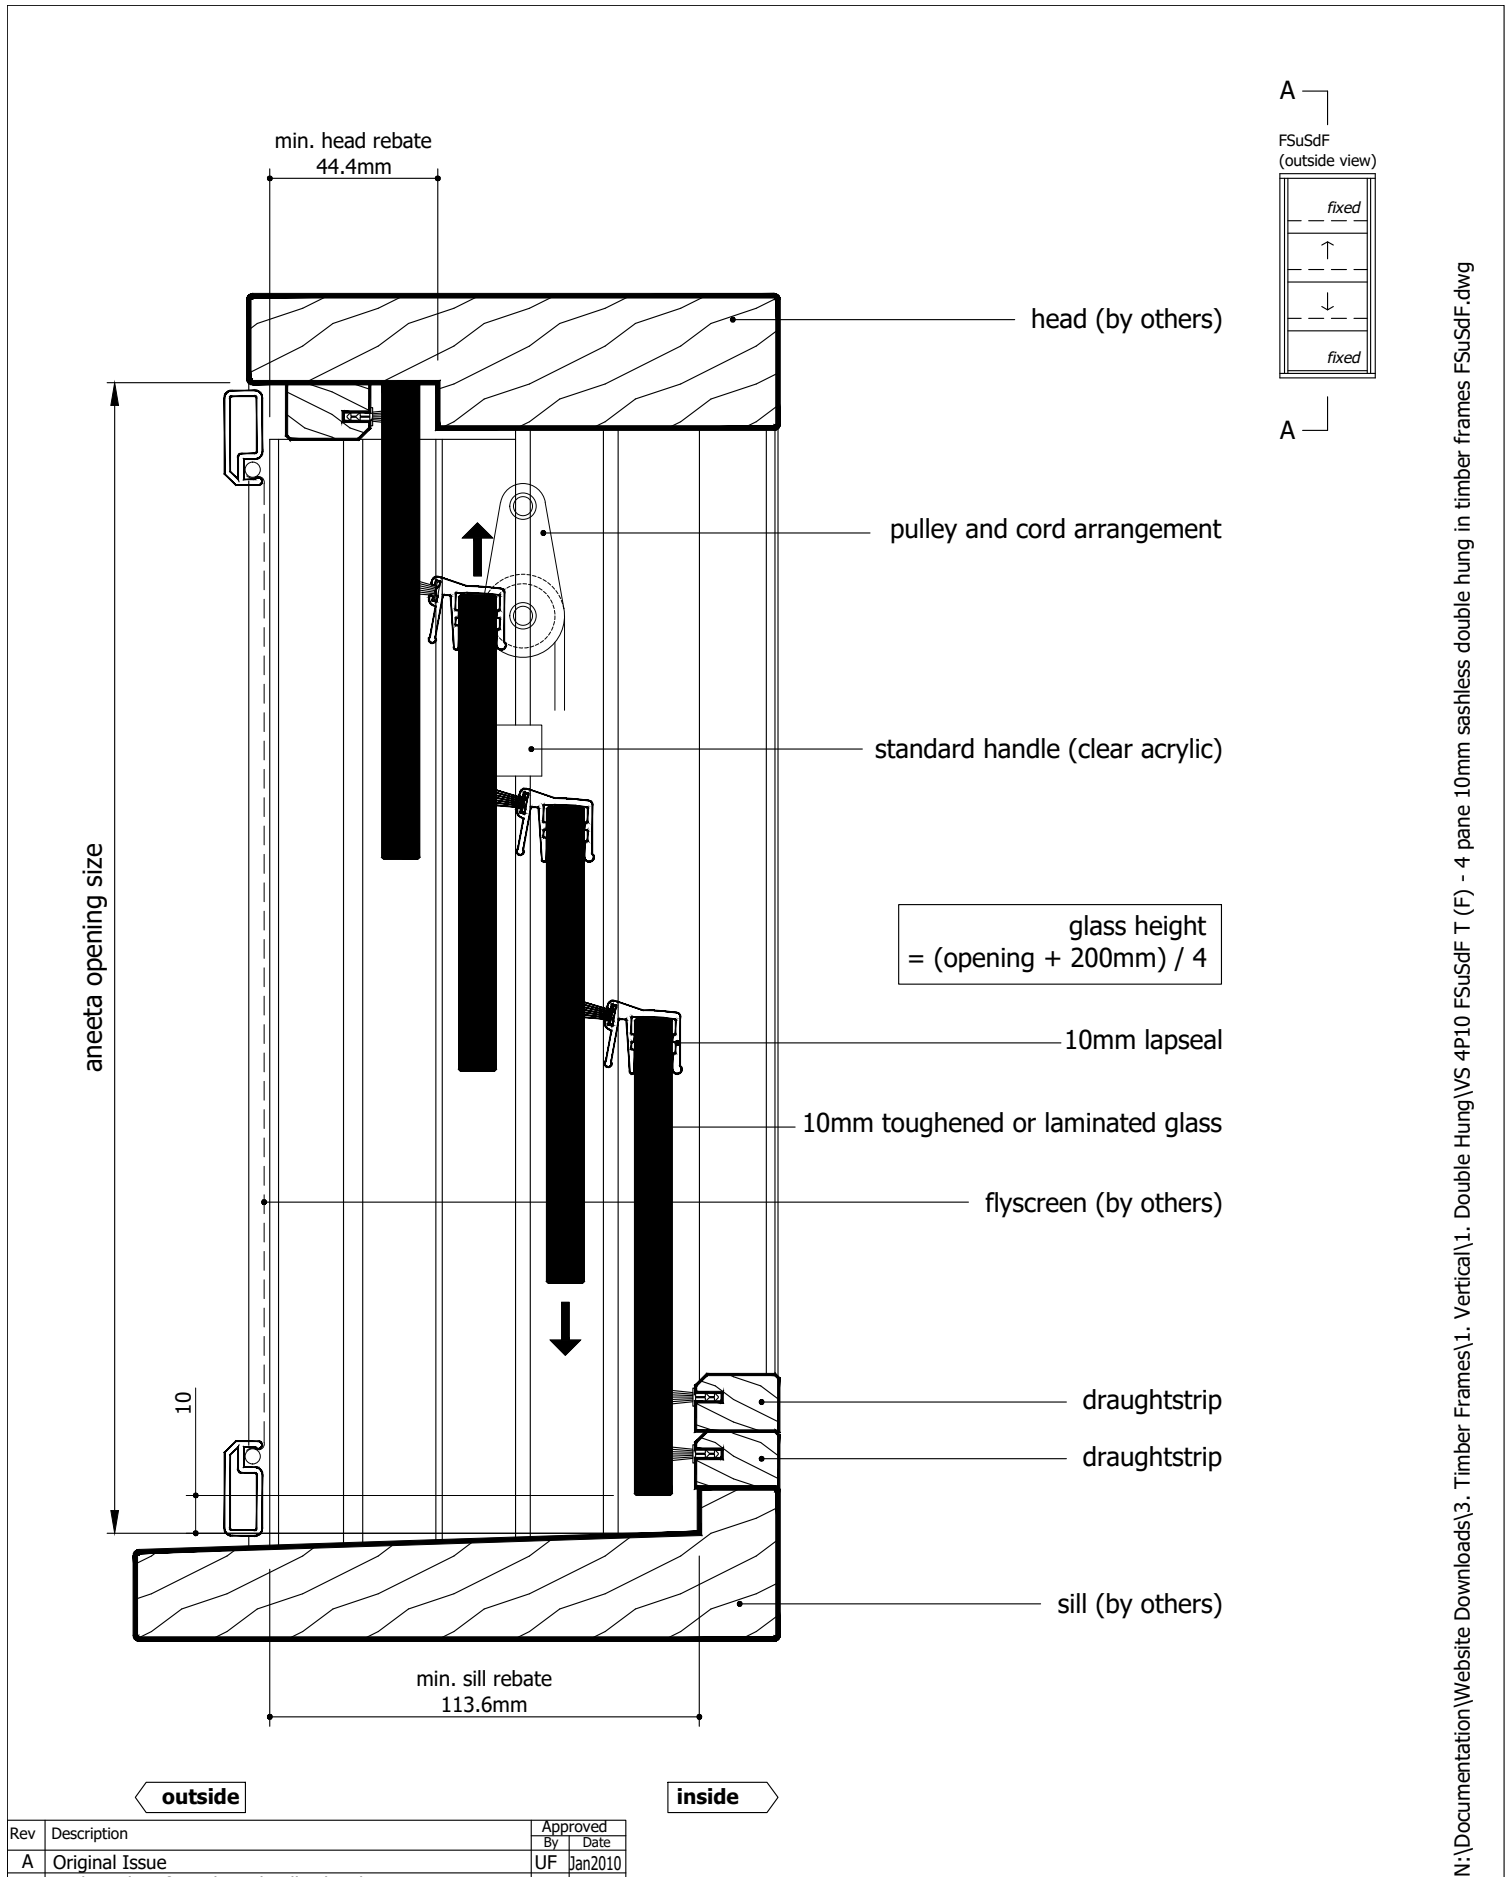 A
FSuSdF
(outside view)
fixed
fixed
A
min. head rebate
44.4mm
head (by others)
pulley and cord arrangement
standard handle (clear acrylic)
aneeta opening size
glass height
= (opening + 200mm) / 4
10mm lapseal
10mm toughened or laminated glass
flyscreen (by others)
10
draughtstrip
draughtstrip
sill (by others)
min. sill rebate
113.6mm
outside
inside
Rev Description Approved
By Date
A Original Issue UF Jan2010
N:\Documentation\Website Downloads\3. Timber Frames\1. Vertical\1. Double Hung\VS 4P10 FSuSdF T (F) - 4 pane 10mm sashless double hung in timber frames FSuSdF.dwg